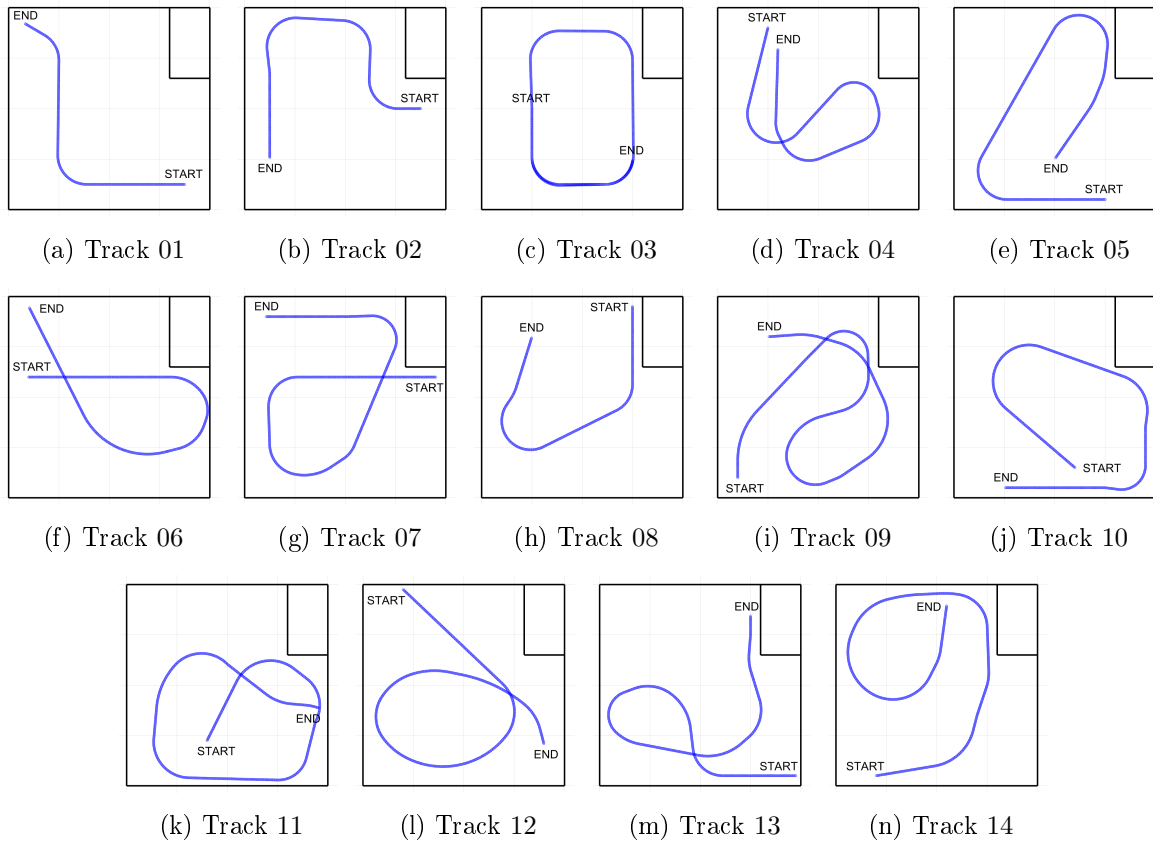 END
START
(a) Track 01
START
END
(b) Track 02
START
END
(c) Track 03
START
END
(d) Track 04
END
START
(e) Track 05
END
START
(f) Track 06
END
START
(g) Track 07
START
END
(h) Track 08
END
START
(i) Track 09
START
END
(j) Track 10
END
START
(k) Track 11
START
END
(l) Track 12
END
START
(m) Track 13
END
START
(n) Track 14